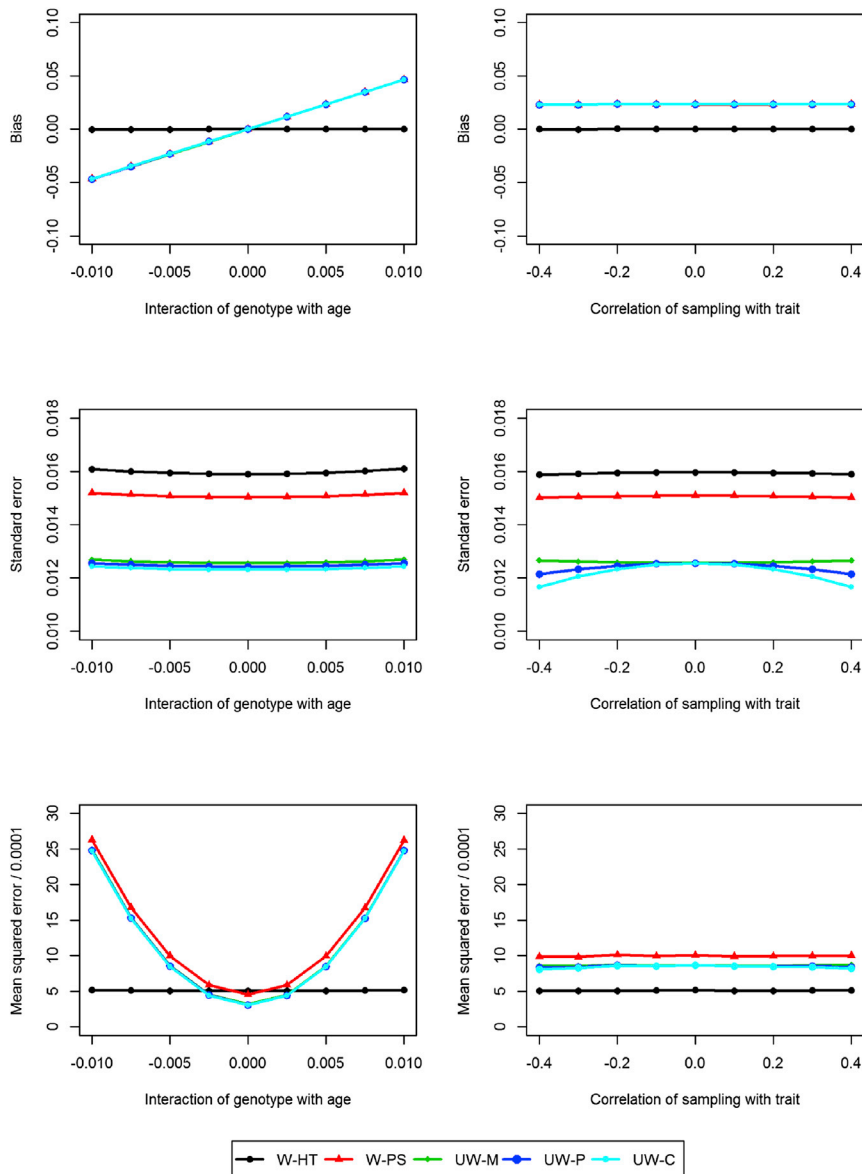 0.10
0.05
0.00
-0.05
-0.10
Bias
-0.010 -0.005 0.000 0.005 0.010
Interaction of genotype with age
0.10
0.05
0.00
-0.05
-0.10
Bias
-0.4 -0.2 0.0 0.2 0.4
Correlation of sampling with trait
0.018
0.016
0.014
0.012
0.010
Standard error
-0.010 -0.005 0.000 0.005 0.010
Interaction of genotype with age
0.018
0.016
0.014
0.012
0.010
Standard error
-0.4 -0.2 0.0 0.2 0.4
Correlation of sampling with trait
30
25
20
15
10
5
0
Mean squared error / 0.0001
-0.010 -0.005 0.000 0.005 0.010
Interaction of genotype with age
30
25
20
15
10
5
0
Mean squared error / 0.0001
-0.4 -0.2 0.0 0.2 0.4
Correlation of sampling with trait
W-HT W-PS UW-M UW-P UW-C